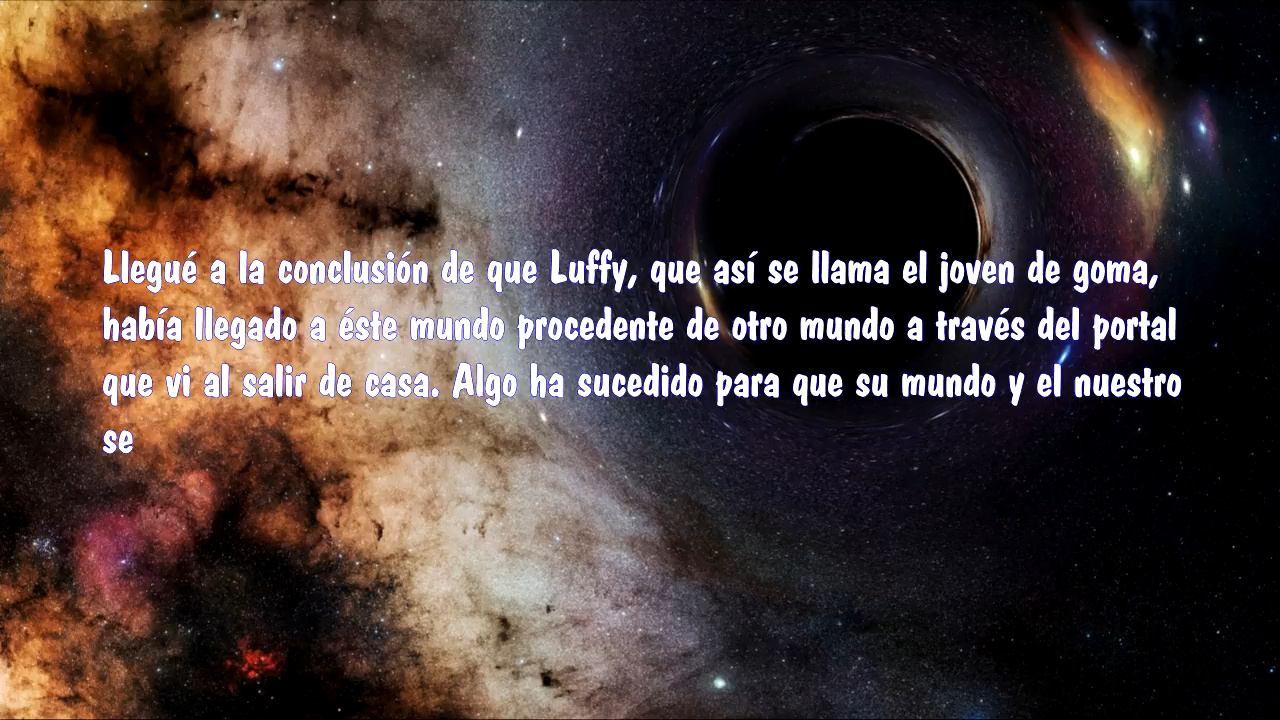 Llegué a la conclusión de que Luffy, que así se llama el joven de goma,
había llegado a éste mundo procedente de otro mundo a través del portal
que vi al salir de casa. Algo ha sucedido para que su mundo y el nuestro
se